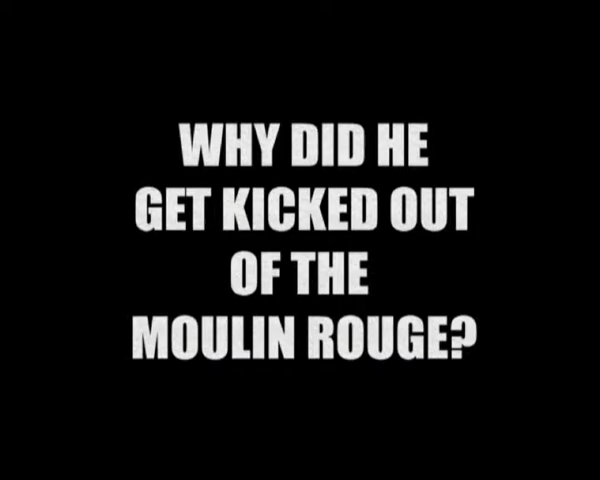 WHY DID HE
GET KICKED OUT
OF THE
MOULIN ROUGE?